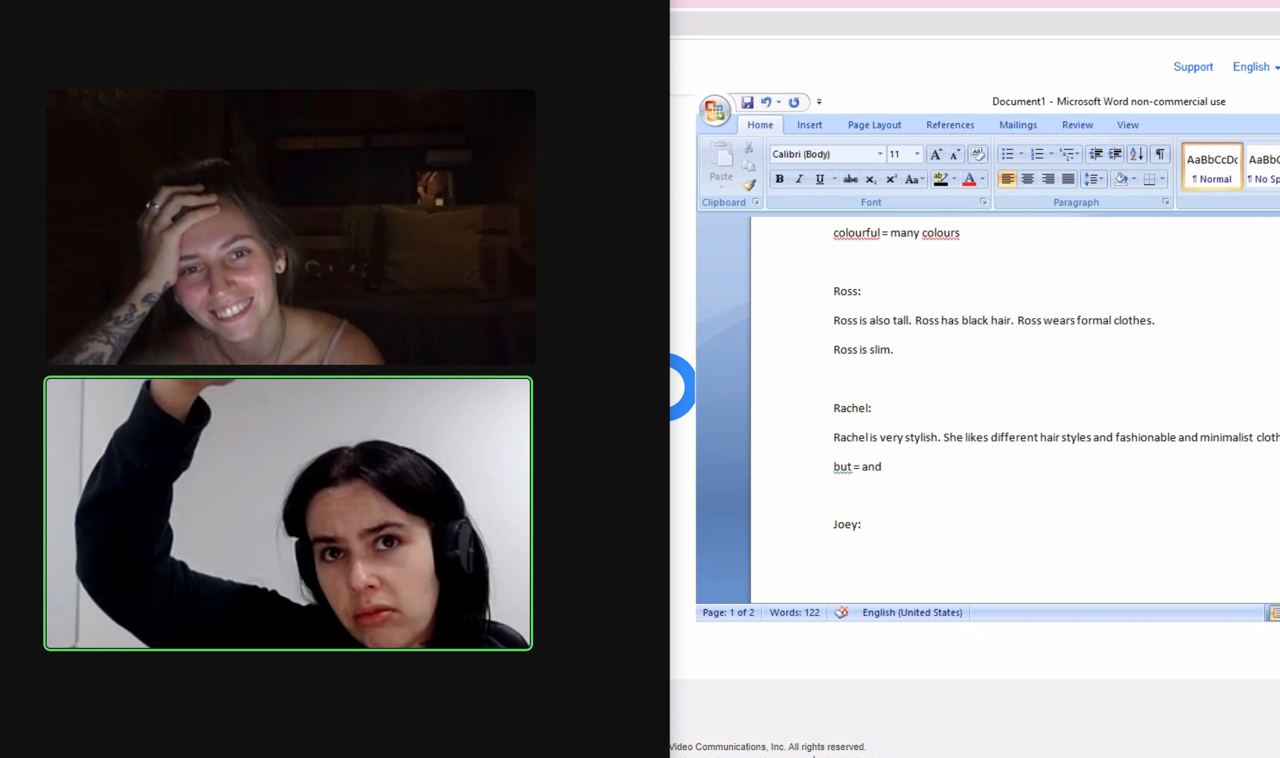 Support English
Document1 - Microsoft Word non-commercial use
Home Insert Page Layout References Mailings Review View
Paste
Calibri (Body) 11
AaBbCcDc AaBbC
B I U abc x₂ x² Aa A
¶ Normal ¶ No Sp
Clipboard Font Paragraph
colourful = many colours
Ross:
Ross is also tall. Ross has black hair. Ross wears formal clothes.
Ross is slim.
Rachel:
Rachel is very stylish. She likes different hair styles and fashionable and minimalist cloth
but = and
Joey:
Page: 1 of 2 Words: 122 English (United States)
Video Communications, Inc. All rights reserved.